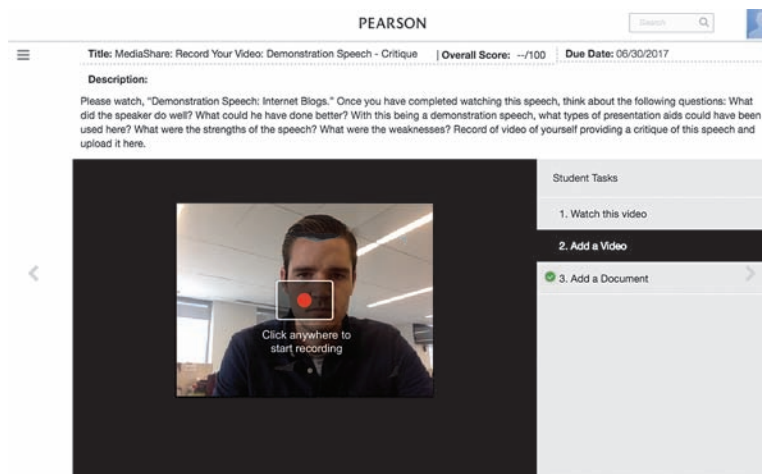 PEARSON
Search
Title: MediaShare: Record Your Video: Demonstration Speech - Critique | Overall Score: --/100 Due Date: 06/30/2017
Description:
Please watch, "Demonstration Speech: Internet Blogs." Once you have completed watching this speech, think about the following questions: What
did the speaker do well? What could he have done better? With this being a demonstration speech, what types of presentation aids could have been
used here? What were the strengths of the speech? What were the weaknesses? Record of video of yourself providing a critique of this speech and
upload it here.
Student Tasks
1. Watch this video
2. Add a Video
3. Add a Document
Click anywhere to
start recording